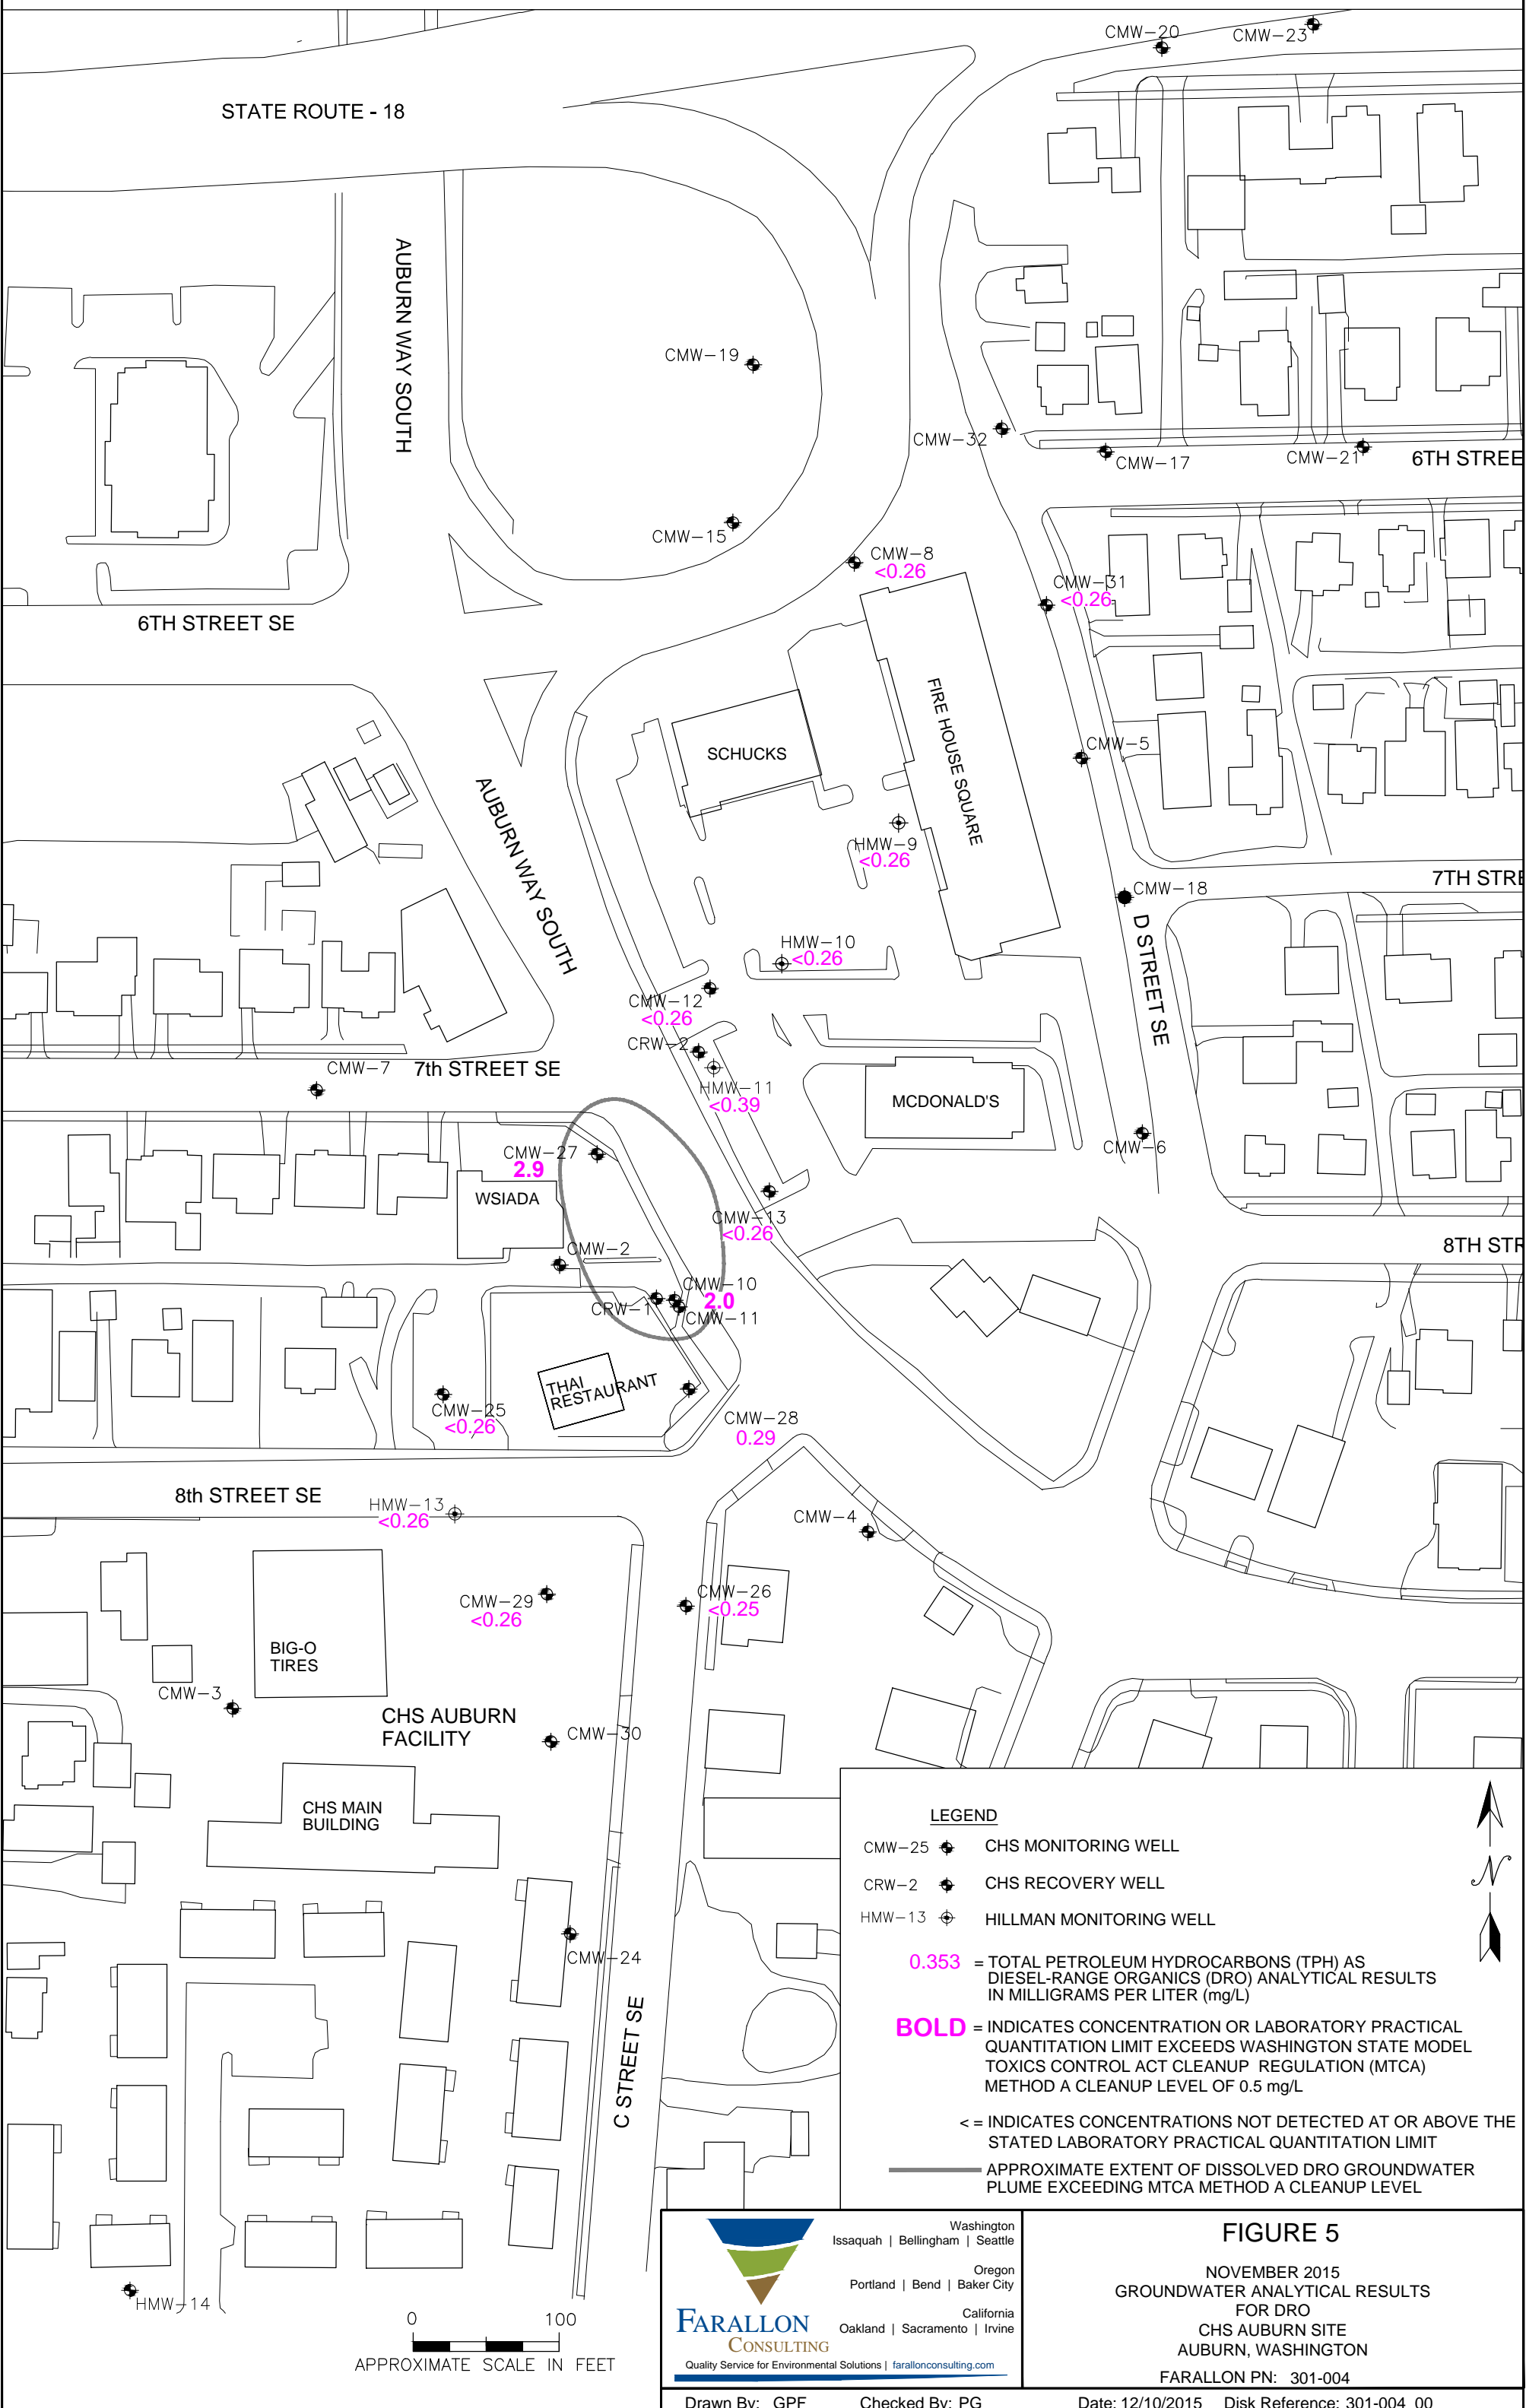 CMW-20
CMW-23
STATE ROUTE - 18
AUBURN WAY SOUTH
CMW-19
CMW-32
CMW-17
CMW-21
6TH STREE
CMW-15
CMW-8
<0.26
CMW-31
<0.26
6TH STREET SE
FIRE HOUSE SQUARE
SCHUCKS
CMW-5
AUBURN WAY SOUTH
HMW-9
<0.26
7TH STRE
CMW-18
D STREET SE
HMW-10
<0.26
CMW-12
<0.26
CRW-2
CMW-7
7th STREET SE
HMW-11
<0.39
MCDONALD'S
CMW-6
CMW-27
2.9
WSIADA
CMW-13
<0.26
CMW-2
8TH STR
CMW-10
2.0
CRW-1
CMW-11
THAI
RESTAURANT
CMW-25
<0.26
CMW-28
0.29
8th STREET SE
HMW-13
<0.26
CMW-4
CMW-29
<0.26
CMW-26
<0.25
BIG-O
TIRES
CMW-3
CHS AUBURN
FACILITY
CMW-30
CHS MAIN
BUILDING
CMW-24
C STREET SE
HMW-14
0 100
APPROXIMATE SCALE IN FEET
LEGEND
CMW-25 CHS MONITORING WELL
CRW-2 CHS RECOVERY WELL
HMW-13 HILLMAN MONITORING WELL
N
0.353 = TOTAL PETROLEUM HYDROCARBONS (TPH) AS
DIESEL-RANGE ORGANICS (DRO) ANALYTICAL RESULTS
IN MILLIGRAMS PER LITER (mg/L)
BOLD = INDICATES CONCENTRATION OR LABORATORY PRACTICAL
QUANTITATION LIMIT EXCEEDS WASHINGTON STATE MODEL
TOXICS CONTROL ACT CLEANUP REGULATION (MTCA)
METHOD A CLEANUP LEVEL OF 0.5 mg/L
< = INDICATES CONCENTRATIONS NOT DETECTED AT OR ABOVE THE
STATED LABORATORY PRACTICAL QUANTITATION LIMIT
APPROXIMATE EXTENT OF DISSOLVED DRO GROUNDWATER
PLUME EXCEEDING MTCA METHOD A CLEANUP LEVEL
Washington
Issaquah | Bellingham | Seattle
Oregon
Portland | Bend | Baker City
California
Oakland | Sacramento | Irvine
FARALLON
CONSULTING
Quality Service for Environmental Solutions | farallonconsulting.com
FIGURE 5
NOVEMBER 2015
GROUNDWATER ANALYTICAL RESULTS
FOR DRO
CHS AUBURN SITE
AUBURN, WASHINGTON
FARALLON PN: 301-004
Drawn By: GPF Checked By: PG Date: 12/10/2015 Disk Reference: 301-004_00